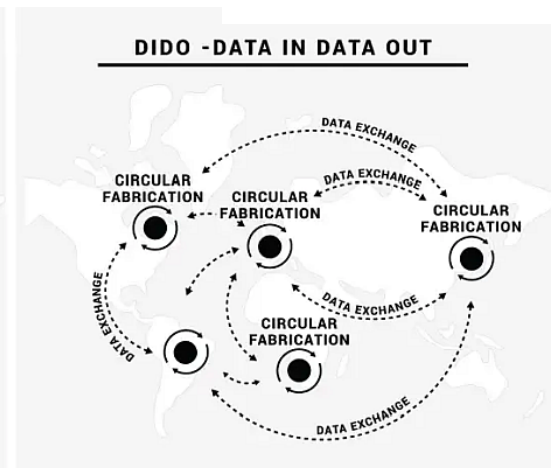 DIDO -DATA IN DATA OUT
DATA EXCHANGE
DATA EXCHANGE
CIRCULAR
FABRICATION
CIRCULAR
FABRICATION
CIRCULAR
FABRICATION
DATA EXCHANGE
DATA EXCHANGE
CIRCULAR
FABRICATION
DATA EXCHANGE